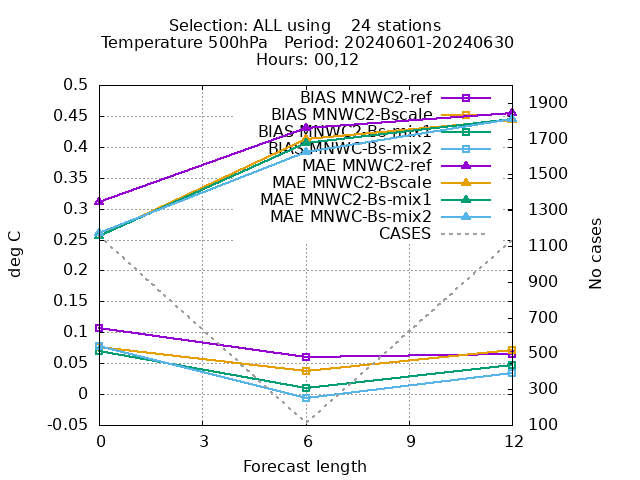 Selection: ALL using    24 stations
Temperature 500hPa   Period: 20240601-20240630
Hours: 00,12
0.5
0.45
0.4
0.35
0.3
0.25
0.2
0.15
0.1
0.05
0
-0.05
deg C
BIAS MNWC2-ref
BIAS MNWC2-Bscale
BIAS MNWC2-Bs-mix1
BIAS MNWC-Bs-mix2
MAE MNWC2-ref
MAE MNWC2-Bscale
MAE MNWC2-Bs-mix1
MAE MNWC-Bs-mix2
CASES
1900
1700
1500
1300
1100
900
700
500
300
100
No cases
0 3 6 9 12
Forecast length